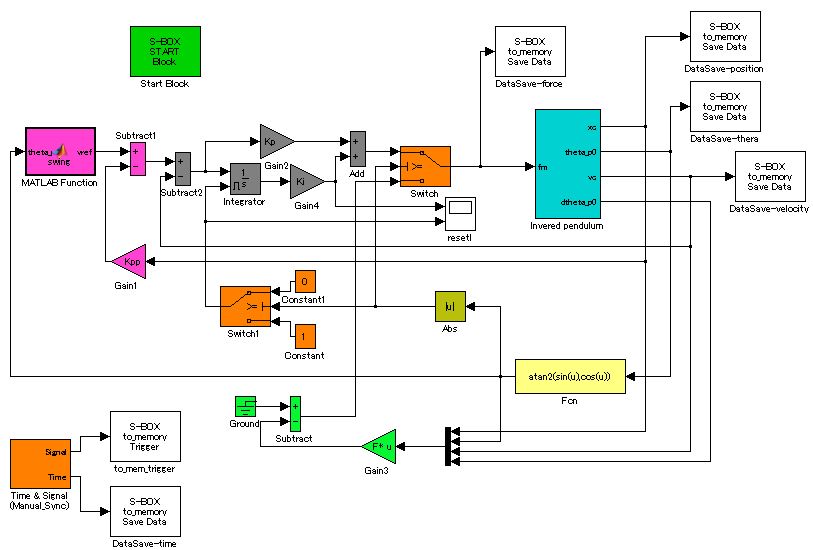 S-BOX
START
Block
Start Block
S-BOX
to_memory
Save Data
DataSave-force
S-BOX
to_memory
Save Data
DataSave-position
S-BOX
to_memory
Save Data
DataSave-thera
S-BOX
to_memory
Save Data
DataSave-velocity
theta_
vref
swing
MATLAB Function
Subtract1
+
−
+
−
Subtract2
Kp
Gain2
1
s
Integrator
Ki
Gain4
+
+
Add
>=
Switch
resetI
fm
xc
theta_p0
vc
dtheta_p0
Invered pendulum
Kpp
Gain1
>=
Switch1
0
Constant1
1
Constant
|u|
Abs
atan2(sin(u),cos(u))
Fcn
Ground
+
−
Subtract
F* u
Gain3
Signal
Time
Time & Signal
(Manual_Sync)
S-BOX
to_memory
Trigger
to_mem_trigger
S-BOX
to_memory
Save Data
DataSave-time